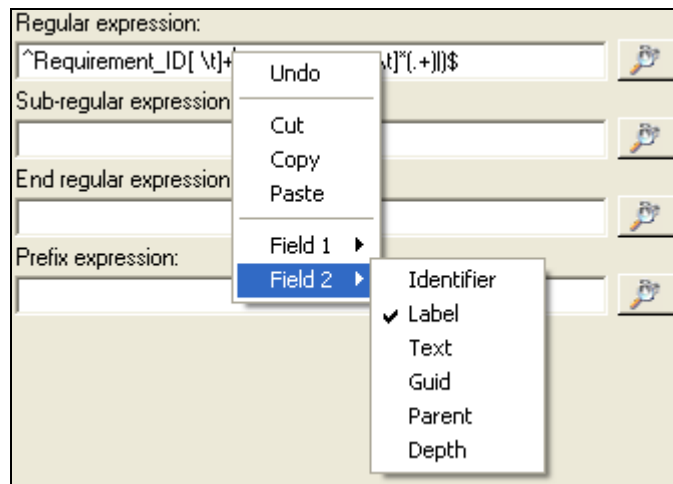 Regular expression:
^Requirement_ID[ \t]+ \t]*(.+)|)$
Sub-regular expression
End regular expression
Prefix expression:
Undo
Cut
Copy
Paste
Field 1
Field 2
Identifier
Label
Text
Guid
Parent
Depth